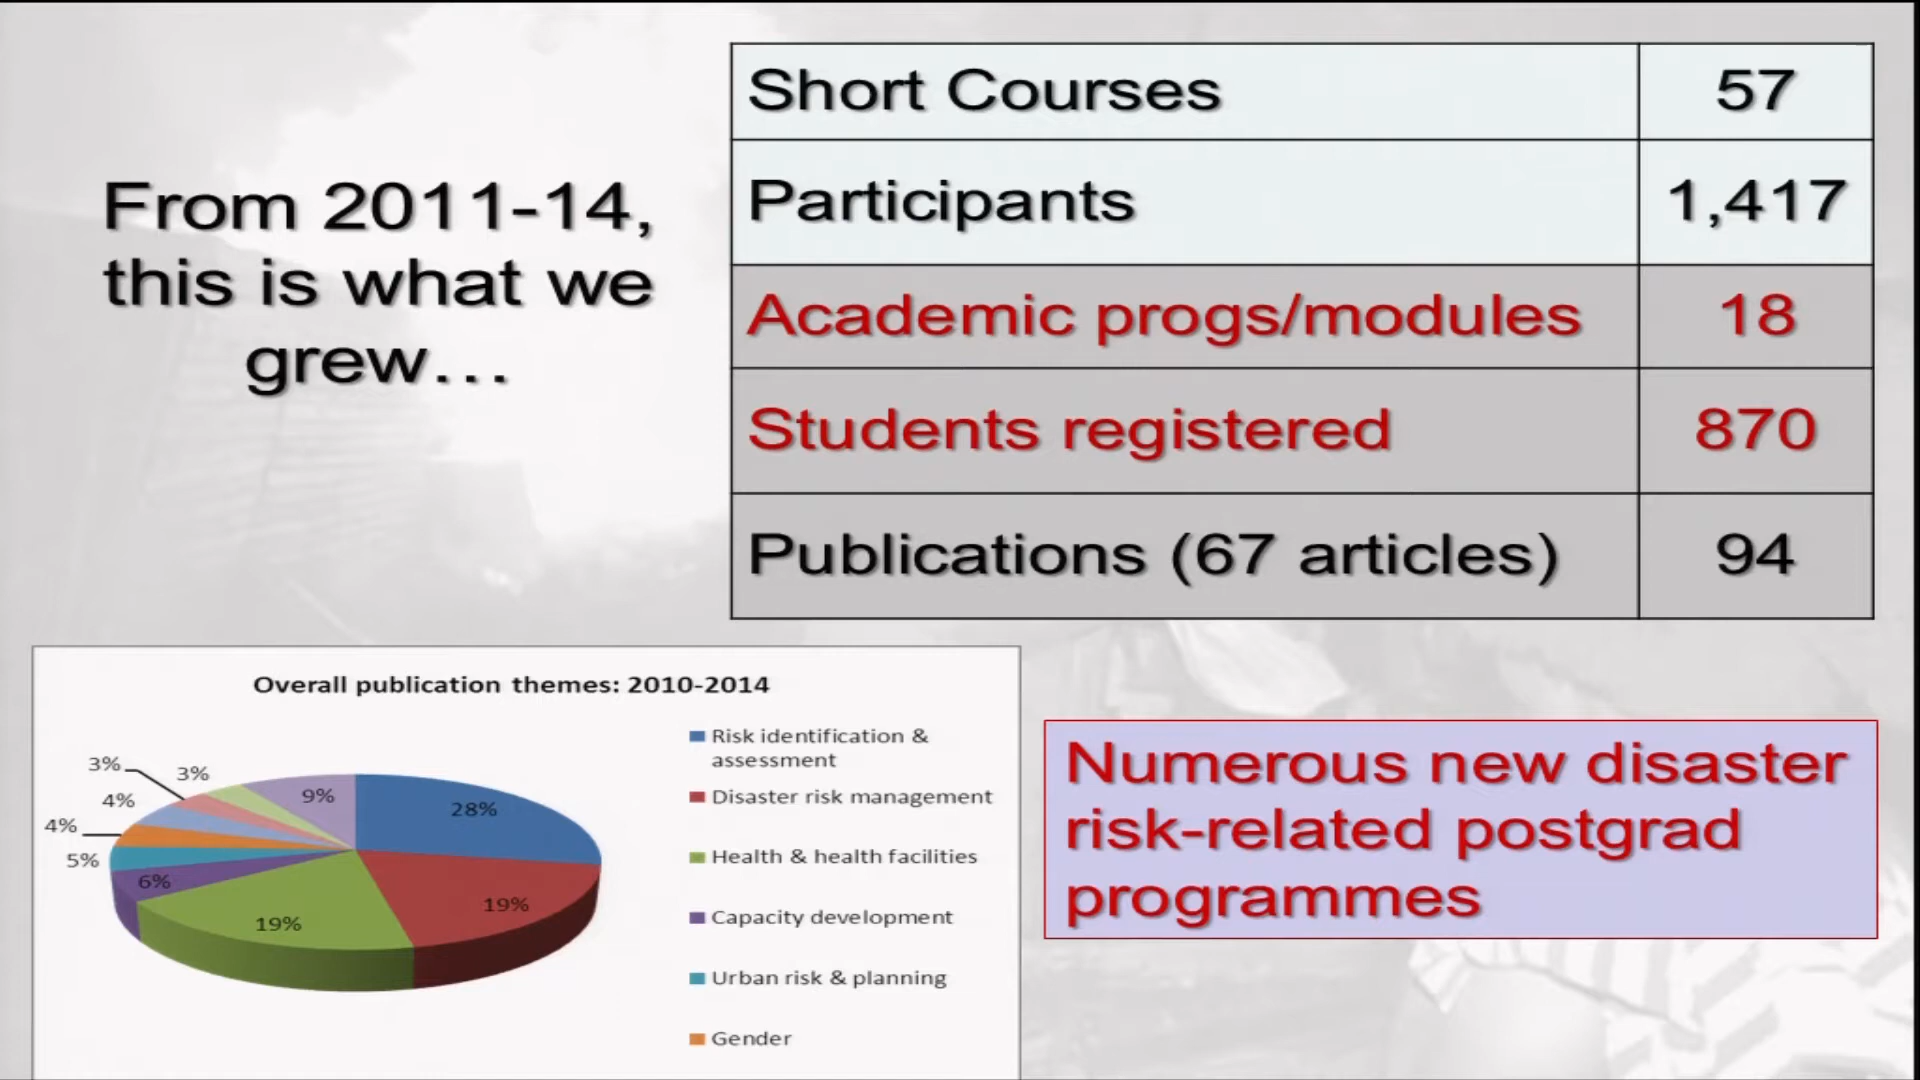 From 2011-14,
this is what we
grew…
Short Courses 57
Participants 1,417
Academic progs/modules 18
Students registered 870
Publications (67 articles) 94
Overall publication themes: 2010-2014
3%
3%
4%
4%
5%
6%
9%
28%
19%
19%
Risk identification &
assessment
Disaster risk management
Health & health facilities
Capacity development
Urban risk & planning
Gender
Numerous new disaster
risk-related postgrad
programmes